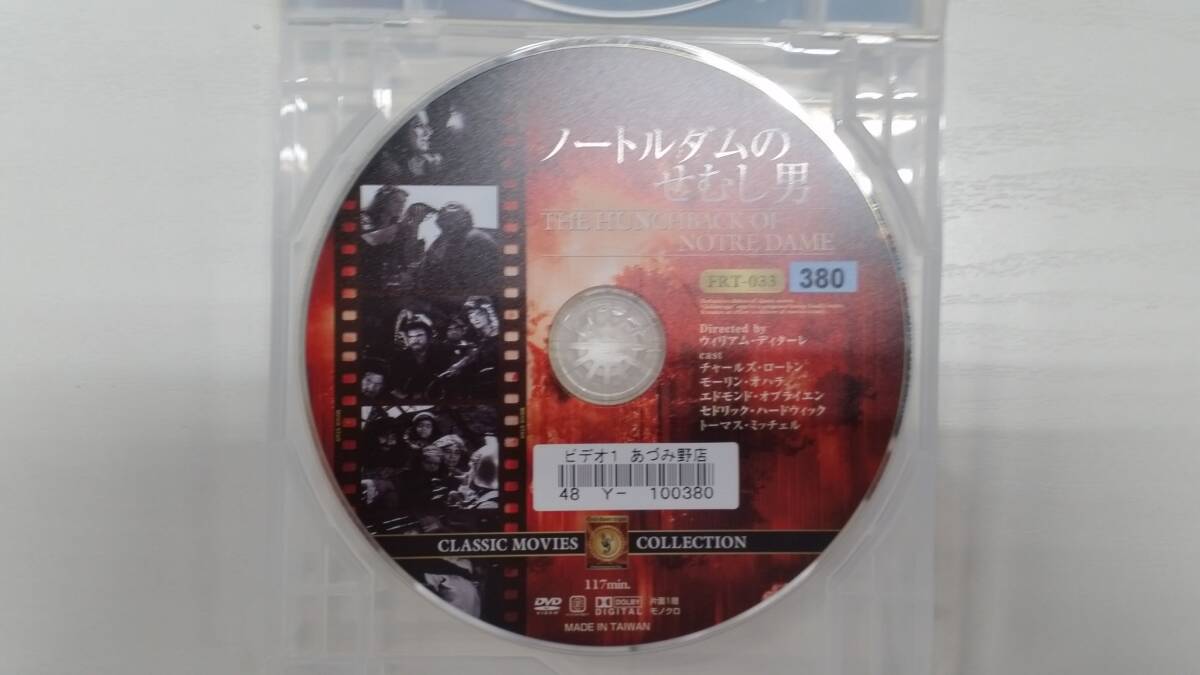 ノートルダムの
せむし男
THE HUNCHBACK OF
NOTRE DAME
FRT-033 380
Directed by
ウィリアム・ディターレ
cast
チャールズ・ロートン
モーリン・オハラ
エドモンド・オブライエン
セドリック・ハードウィック
トーマス・ミッチェル
ビデオ1 あづみ野店
48 Y- 100380
CLASSIC MOVIES COLLECTION
117min.
DVD VIDEO DOLBY DIGITAL 片面1層 モノクロ
MADE IN TAIWAN